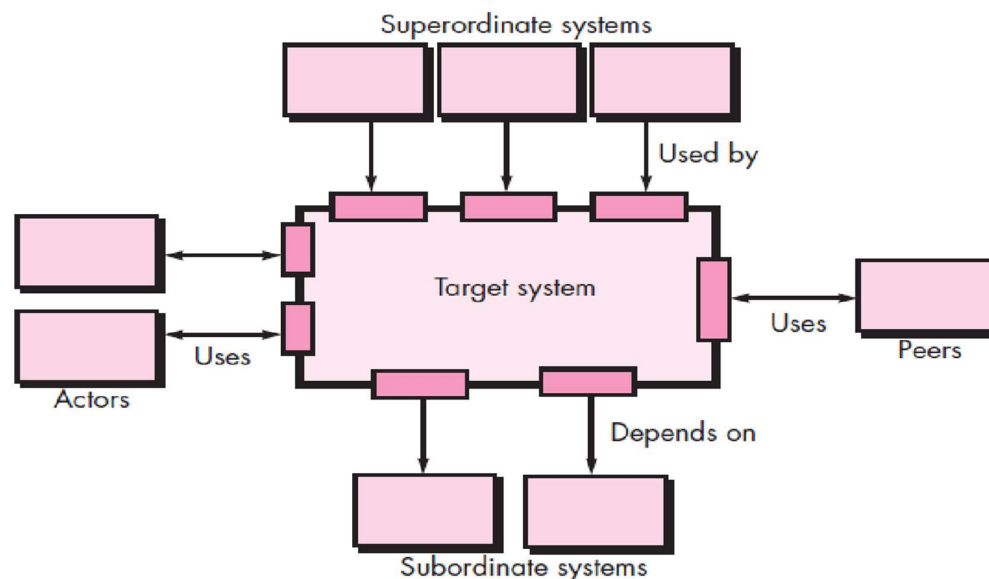 Superordinate systems
Used by
Target system
Uses
Peers
Uses
Actors
Depends on
Subordinate systems